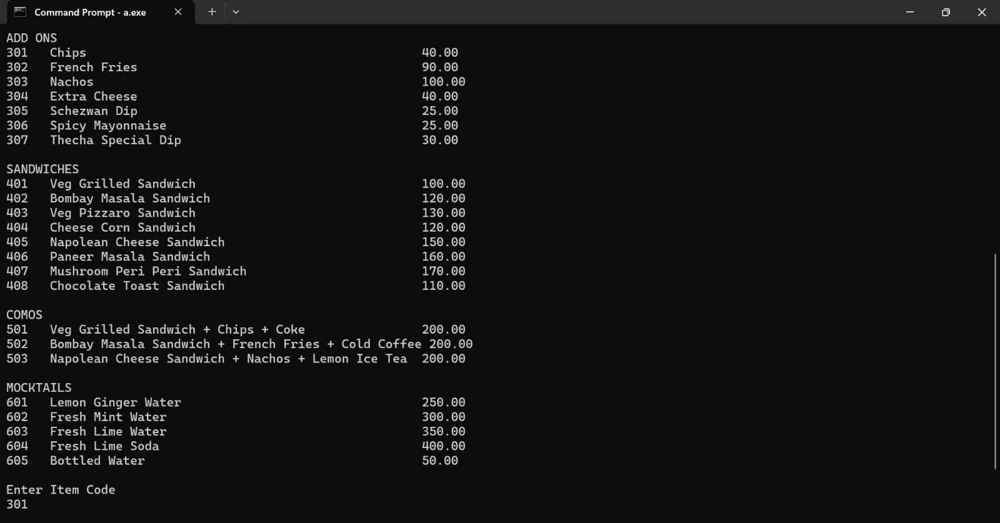 Command Prompt - a.exe
ADD ONS
301 Chips 40.00
302 French Fries 90.00
303 Nachos 100.00
304 Extra Cheese 40.00
305 Schezwan Dip 25.00
306 Spicy Mayonnaise 25.00
307 Thecha Special Dip 30.00
SANDWICHES
401 Veg Grilled Sandwich 100.00
402 Bombay Masala Sandwich 120.00
403 Veg Pizzaro Sandwich 130.00
404 Cheese Corn Sandwich 120.00
405 Napolean Cheese Sandwich 150.00
406 Paneer Masala Sandwich 160.00
407 Mushroom Peri Peri Sandwich 170.00
408 Chocolate Toast Sandwich 110.00
COMOS
501 Veg Grilled Sandwich + Chips + Coke 200.00
502 Bombay Masala Sandwich + French Fries + Cold Coffee 200.00
503 Napolean Cheese Sandwich + Nachos + Lemon Ice Tea 200.00
MOCKTAILS
601 Lemon Ginger Water 250.00
602 Fresh Mint Water 300.00
603 Fresh Lime Water 350.00
604 Fresh Lime Soda 400.00
605 Bottled Water 50.00
Enter Item Code
301